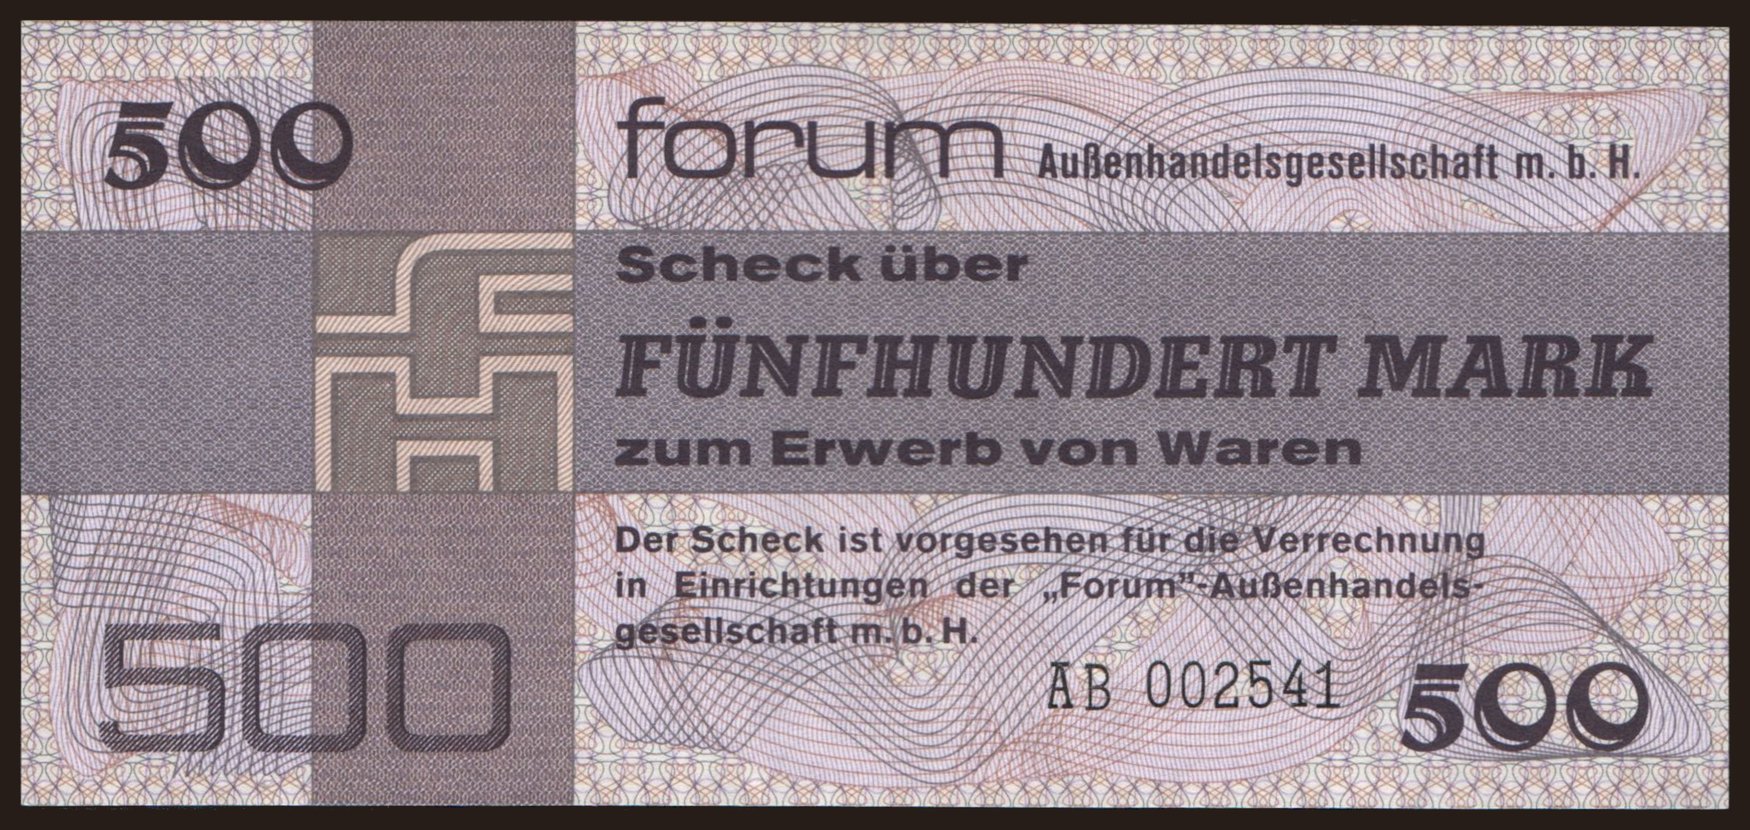 500
forum Außenhandelsgesellschaft m. b. H.
Scheck über
FÜNFHUNDERT MARK
zum Erwerb von Waren
Der Scheck ist vorgesehen für die Verrechnung
in Einrichtungen der „Forum”-Außenhandels-
gesellschaft m. b. H.
500
AB 002541
500